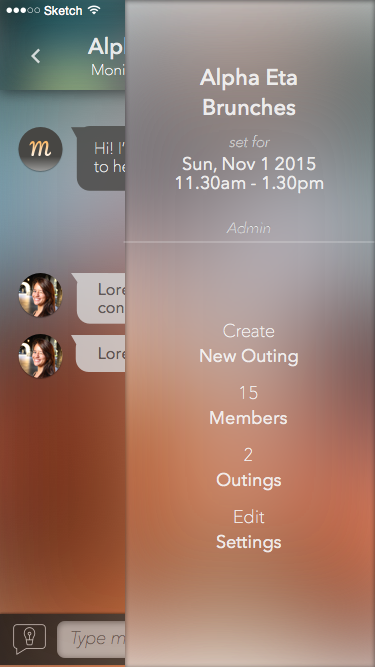 Sketch
Alp
Moni
m
Hi! I'
to he
Lore
con
Lore
Type m
Alpha Eta
Brunches
set for
Sun, Nov 1 2015
11.30am - 1.30pm
Admin
Create
New Outing
15
Members
2
Outings
Edit
Settings